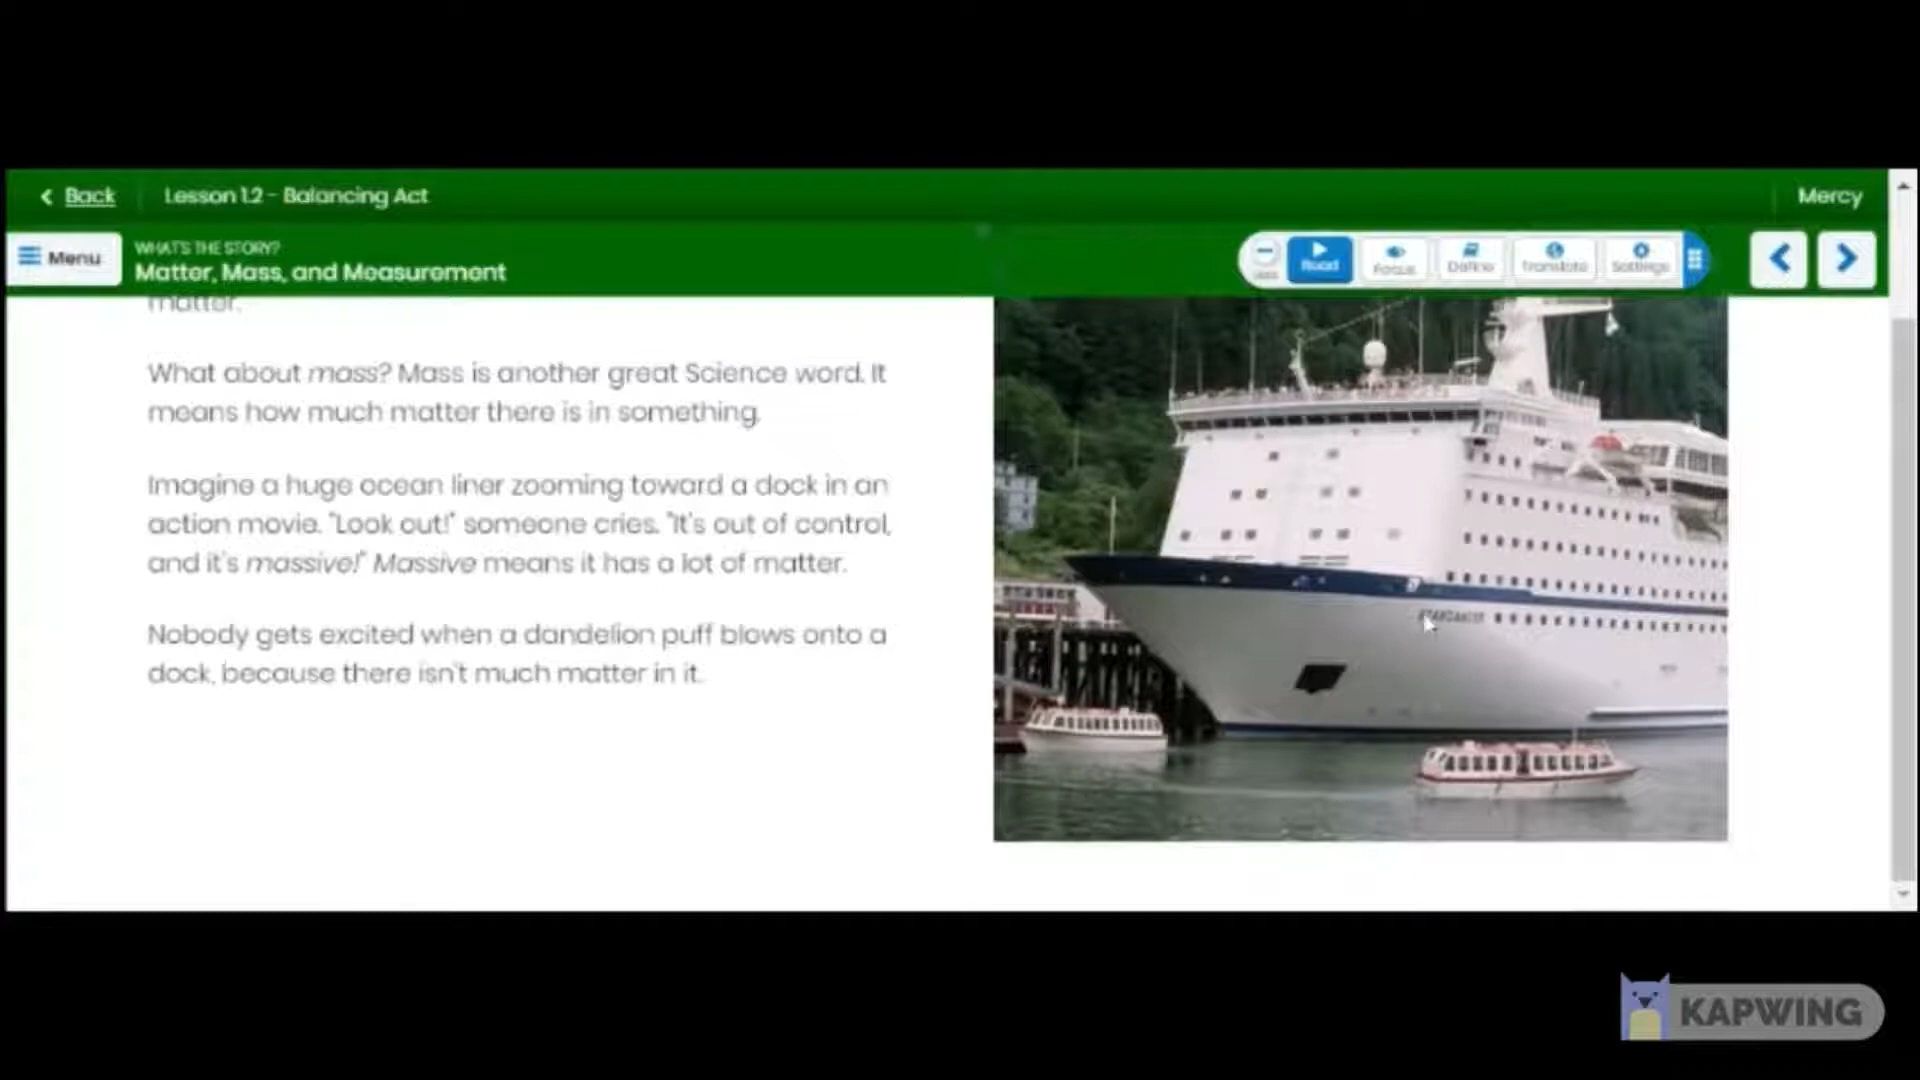 Back
Lesson 1.2 - Balancing Act
Mercy
Menu
WHAT'S THE STORY?
Matter, Mass, and Measurement
Read
Focus
Define
Translate
Settings
matter.
What about mass? Mass is another great Science word. It
means how much matter there is in something.
Imagine a huge ocean liner zooming toward a dock in an
action movie. "Look out!" someone cries. "It's out of control,
and it's massive!" Massive means it has a lot of matter.
Nobody gets excited when a dandelion puff blows onto a
dock, because there isn't much matter in it.
KAPWING